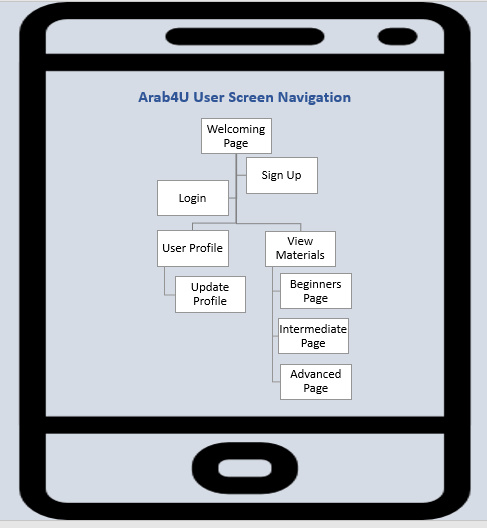 Arab4U User Screen Navigation
Welcoming
Page
Sign Up
Login
User Profile
View
Materials
Update
Profile
Beginners
Page
Intermediate
Page
Advanced
Page